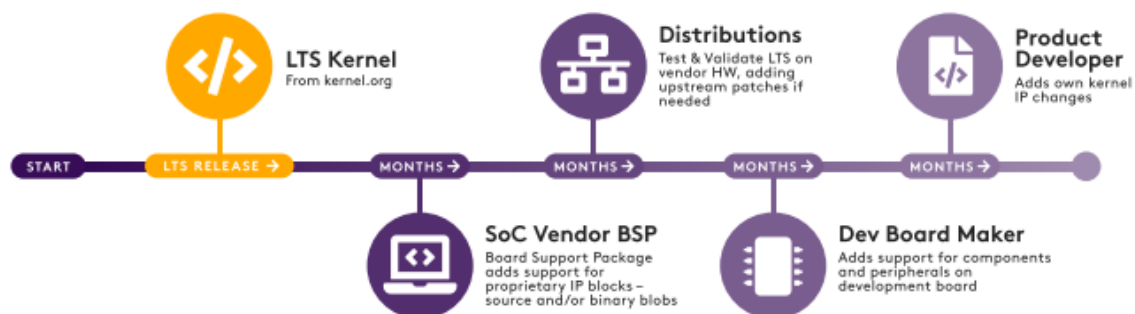 LTS Kernel
From kernel.org
Distributions
Test & Validate LTS on
vendor HW, adding
upstream patches if
needed
Product
Developer
Adds own kernel
IP changes
START
LTS RELEASE →
MONTHS →
MONTHS →
MONTHS →
MONTHS →
SoC Vendor BSP
Board Support Package
adds support for
proprietary IP blocks –
source and/or binary blobs
Dev Board Maker
Adds support for components
and peripherals on
development board